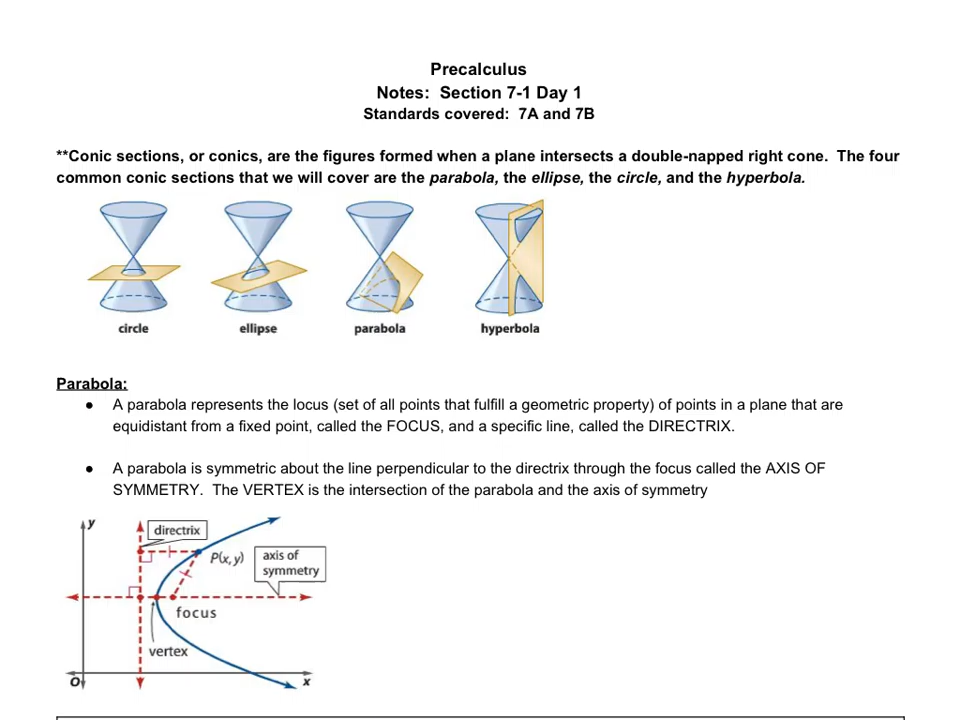 Precalculus
Notes: Section 7-1 Day 1
Standards covered: 7A and 7B
**Conic sections, or conics, are the figures formed when a plane intersects a double-napped right cone. The four
common conic sections that we will cover are the parabola, the ellipse, the circle, and the hyperbola.
circle ellipse parabola hyperbola
Parabola:
● A parabola represents the locus (set of all points that fulfill a geometric property) of points in a plane that are
equidistant from a fixed point, called the FOCUS, and a specific line, called the DIRECTRIX.
● A parabola is symmetric about the line perpendicular to the directrix through the focus called the AXIS OF
SYMMETRY. The VERTEX is the intersection of the parabola and the axis of symmetry
y
directrix
P(x, y)
axis of
symmetry
focus
vertex
O
x